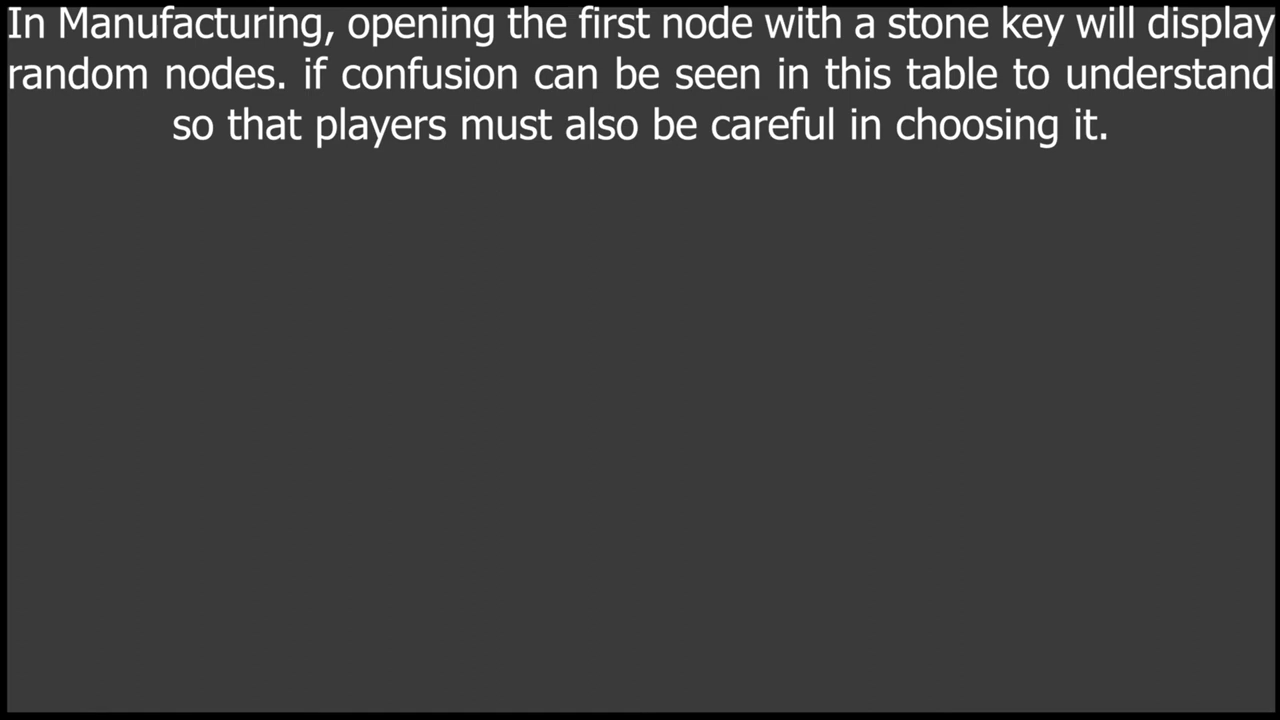 In Manufacturing, opening the first node with a stone key will display
random nodes. if confusion can be seen in this table to understand
so that players must also be careful in choosing it.